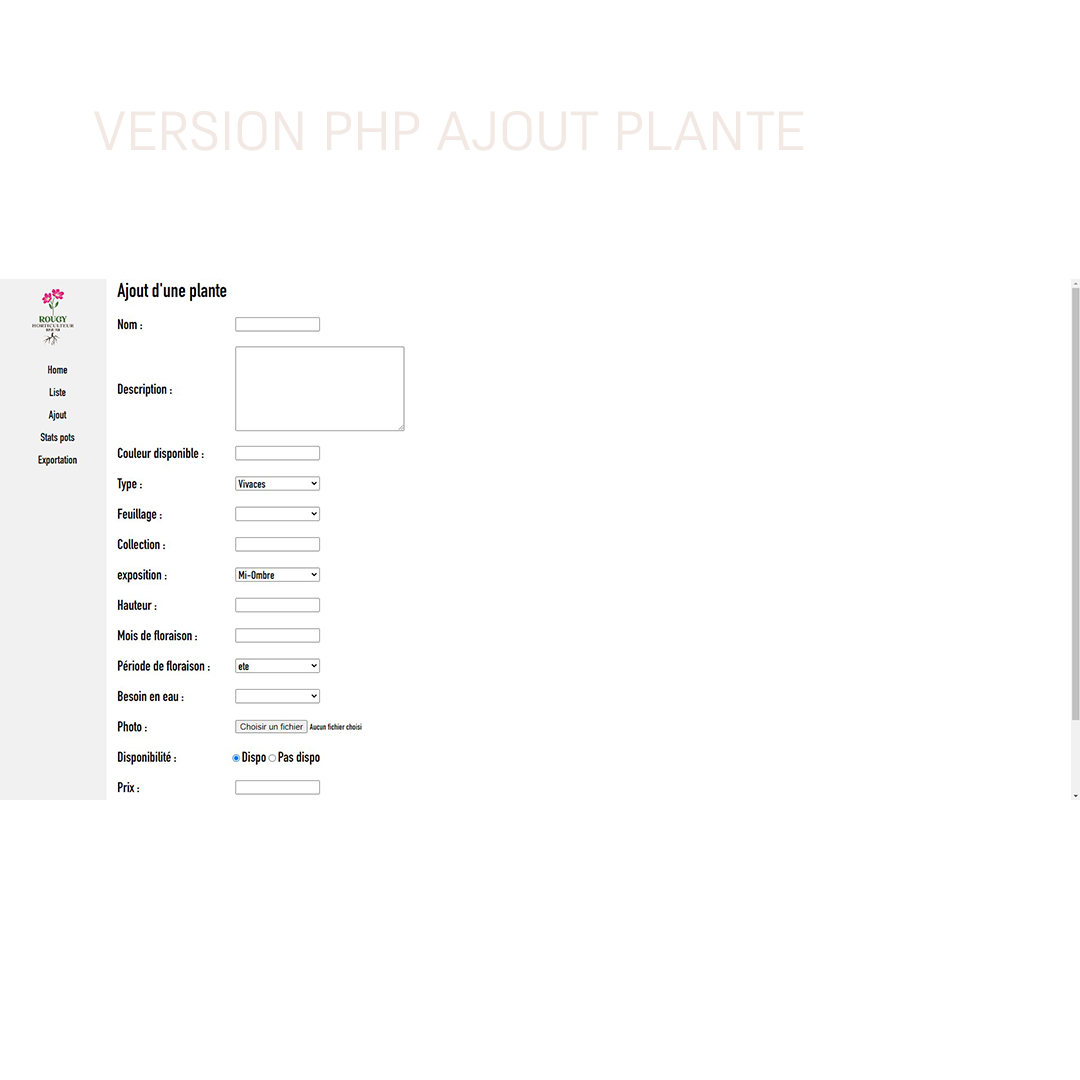 VERSION PHP AJOUT PLANTE
ROUGY
HORTICULTEUR
Home
Liste
Ajout
Stats pots
Exportation
Ajout d'une plante
Nom :
Description :
Couleur disponible :
Type : Vivaces
Feuillage :
Collection :
exposition : Mi-Ombre
Hauteur :
Mois de floraison :
Période de floraison : ete
Besoin en eau :
Photo : Choisir un fichier Aucun fichier choisi
Disponibilité : Dispo Pas dispo
Prix :